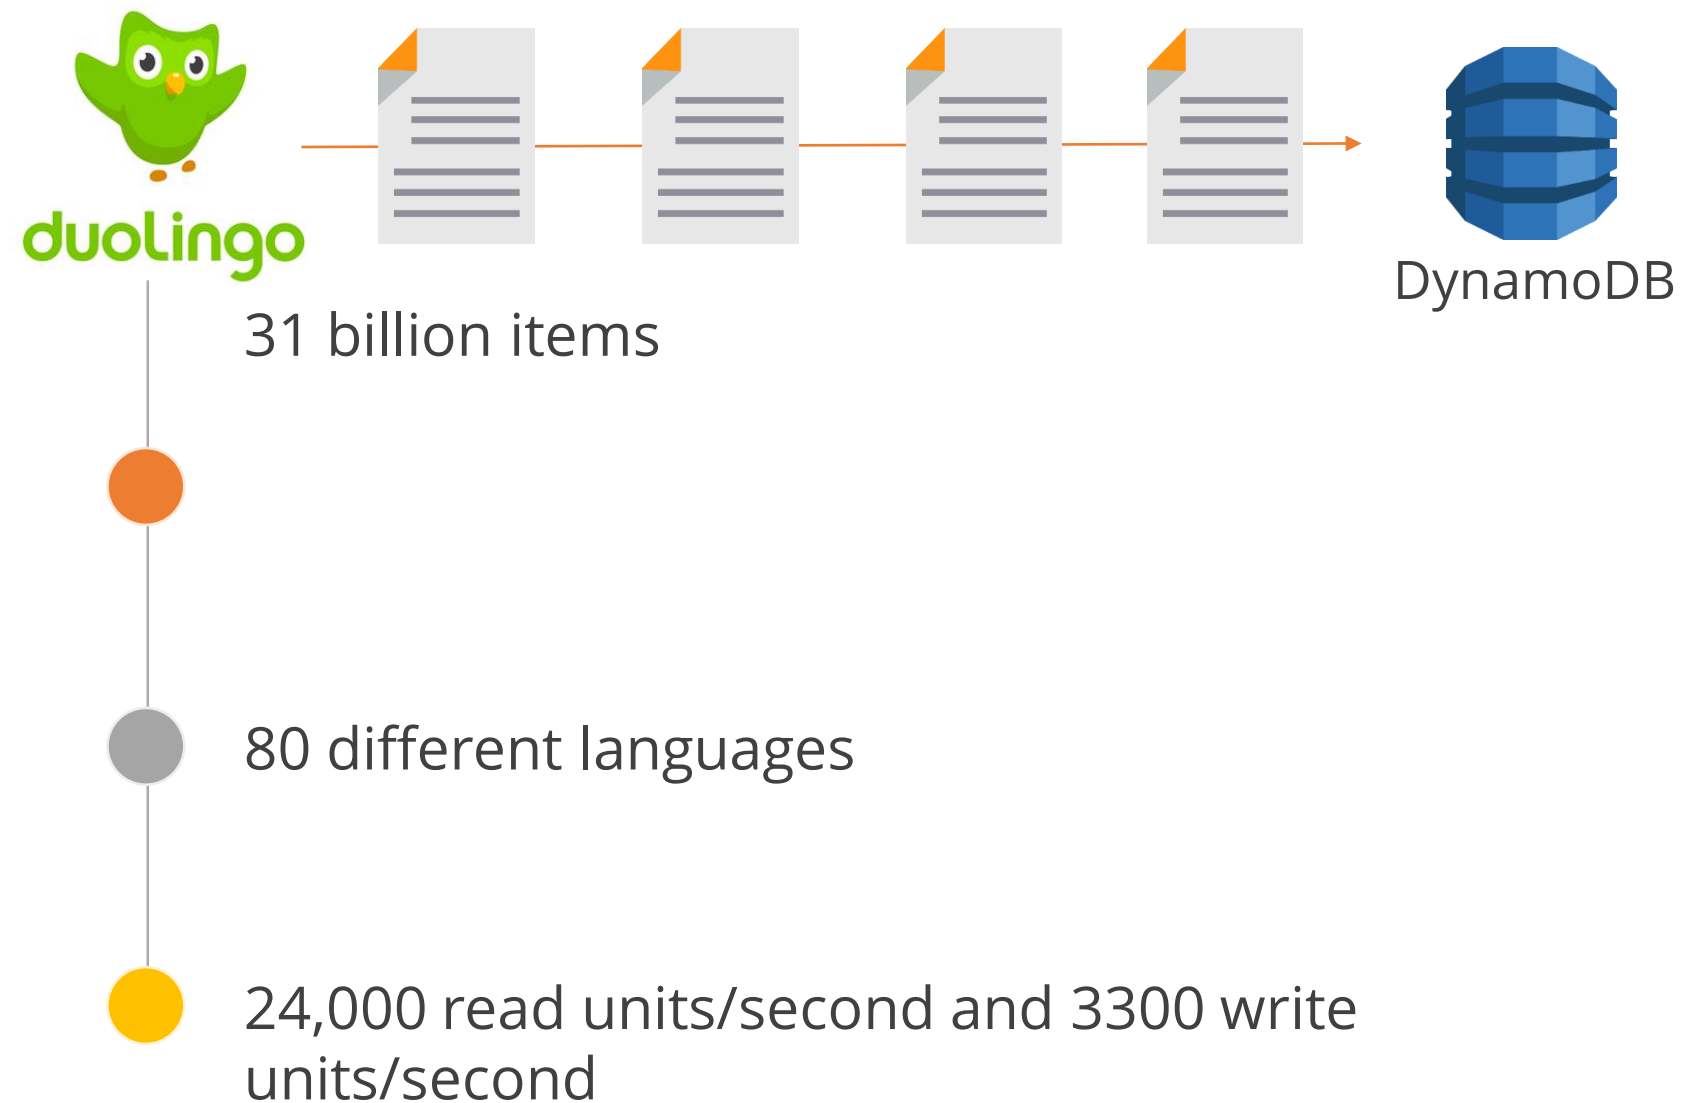 duolingo
DynamoDB
31 billion items
80 different languages
24,000 read units/second and 3300 write
units/second